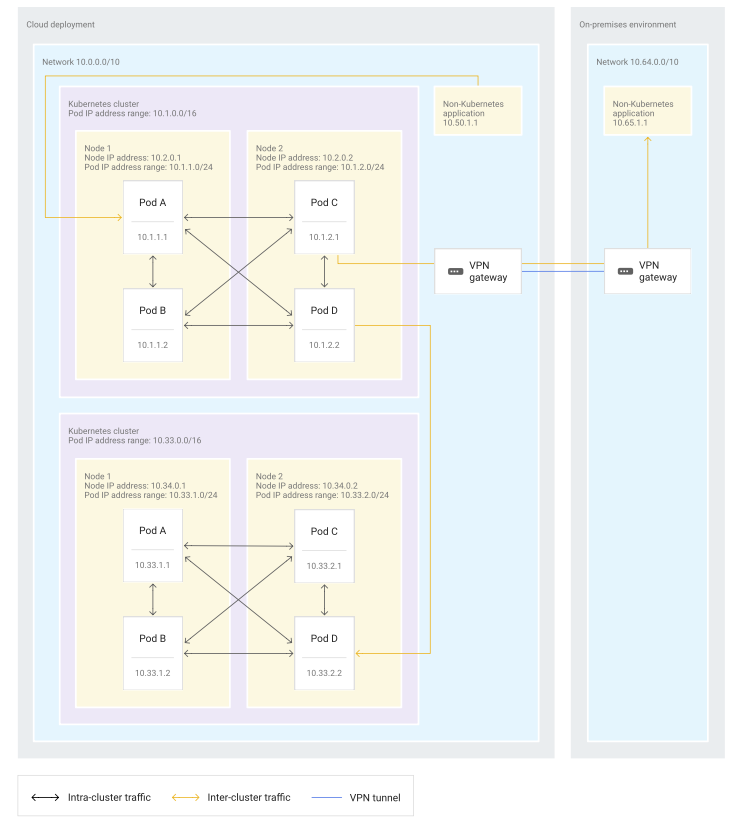 Cloud deployment
On-premises environment
Network 10.0.0.0/10
Network 10.64.0.0/10
Kubernetes cluster
Pod IP address range: 10.1.0.0/16
Non-Kubernetes
application
10.50.1.1
Non-Kubernetes
application
10.65.1.1
Node 1
Node IP address: 10.2.0.1
Pod IP address range: 10.1.1.0/24
Node 2
Node IP address: 10.2.0.2
Pod IP address range: 10.1.2.0/24
Pod A
10.1.1.1
Pod C
10.1.2.1
VPN
gateway
VPN
gateway
Pod B
10.1.1.2
Pod D
10.1.2.2
Kubernetes cluster
Pod IP address range: 10.33.0.0/16
Node 1
Node IP address: 10.34.0.1
Pod IP address range: 10.33.1.0/24
Node 2
Node IP address: 10.34.0.2
Pod IP address range: 10.33.2.0/24
Pod A
10.33.1.1
Pod C
10.33.2.1
Pod B
10.33.1.2
Pod D
10.33.2.2
Intra-cluster traffic
Inter-cluster traffic
VPN tunnel